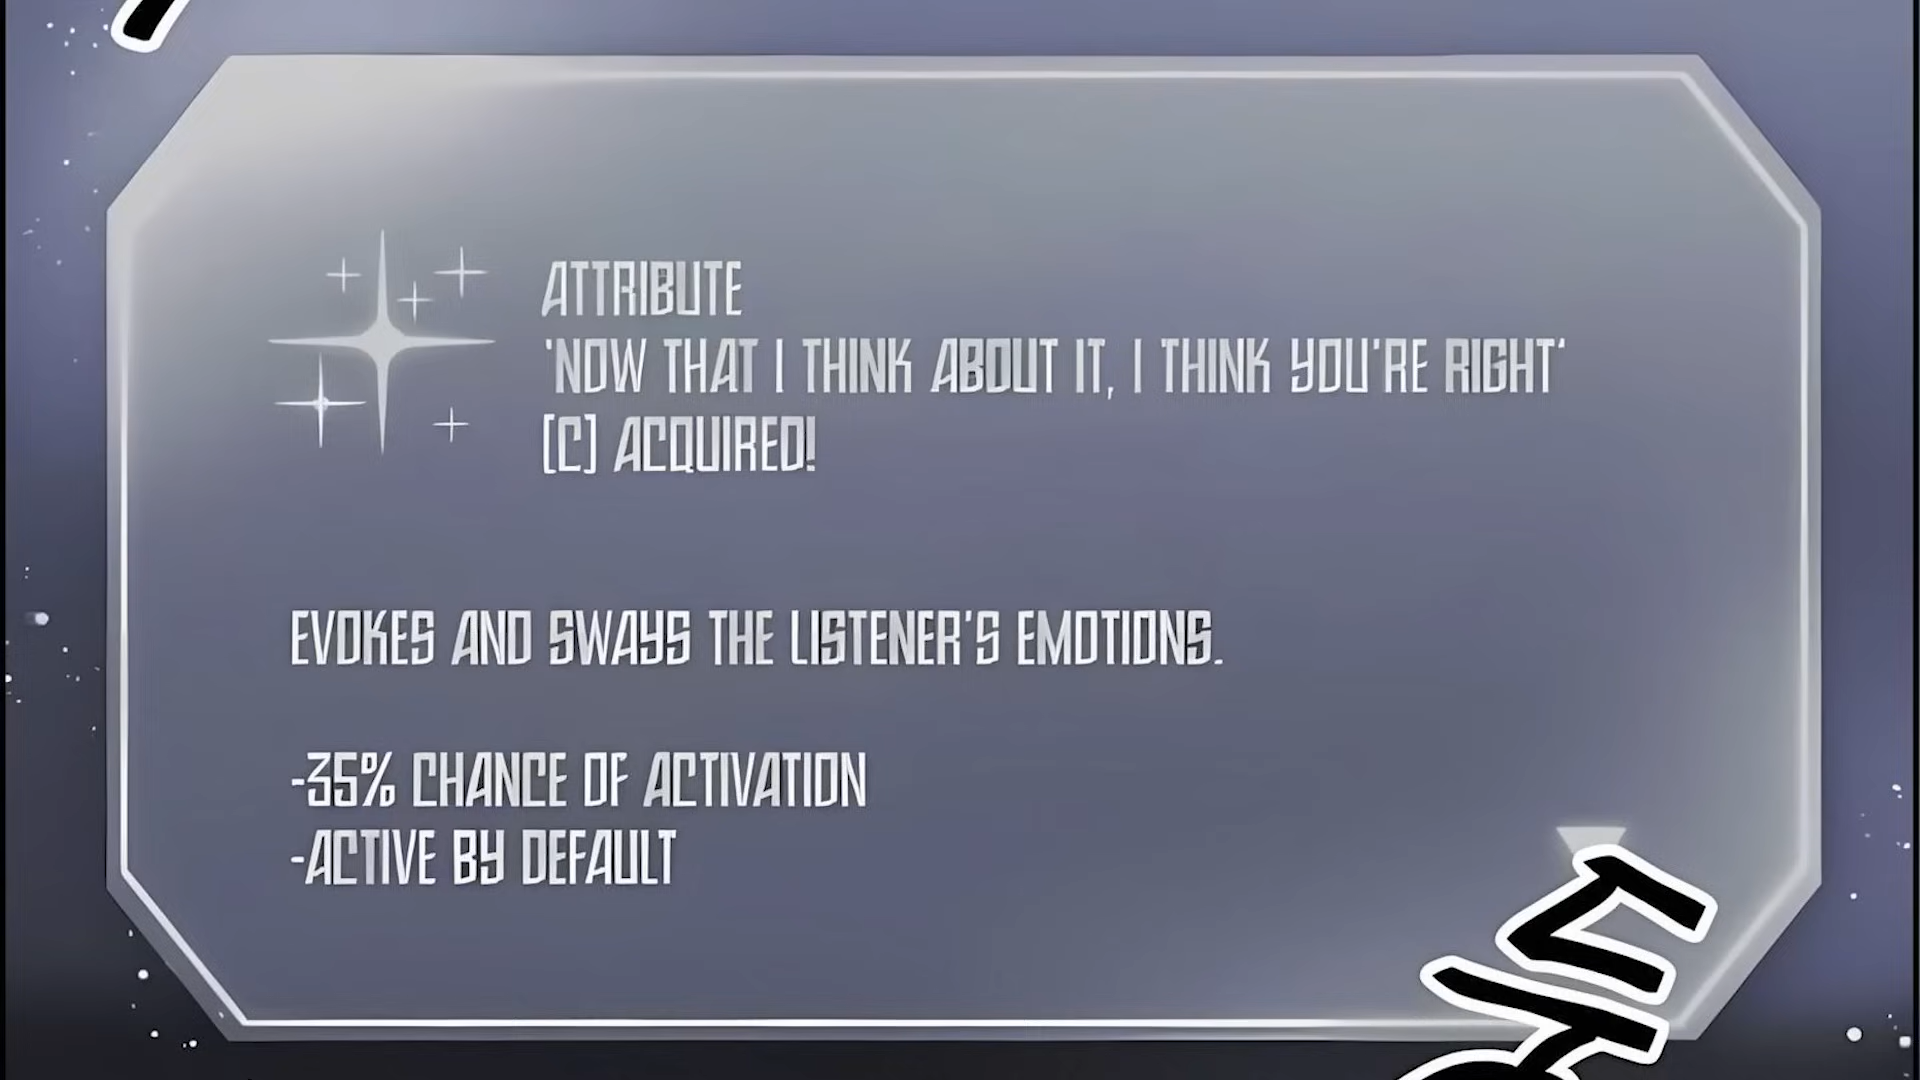 ATTRIBUTE
'NOW THAT I THINK ABOUT IT, I THINK YOU'RE RIGHT'
[C] ACQUIRED!
EVOKES AND SWAYS THE LISTENER'S EMOTIONS.
-35% CHANCE OF ACTIVATION
-ACTIVE BY DEFAULT